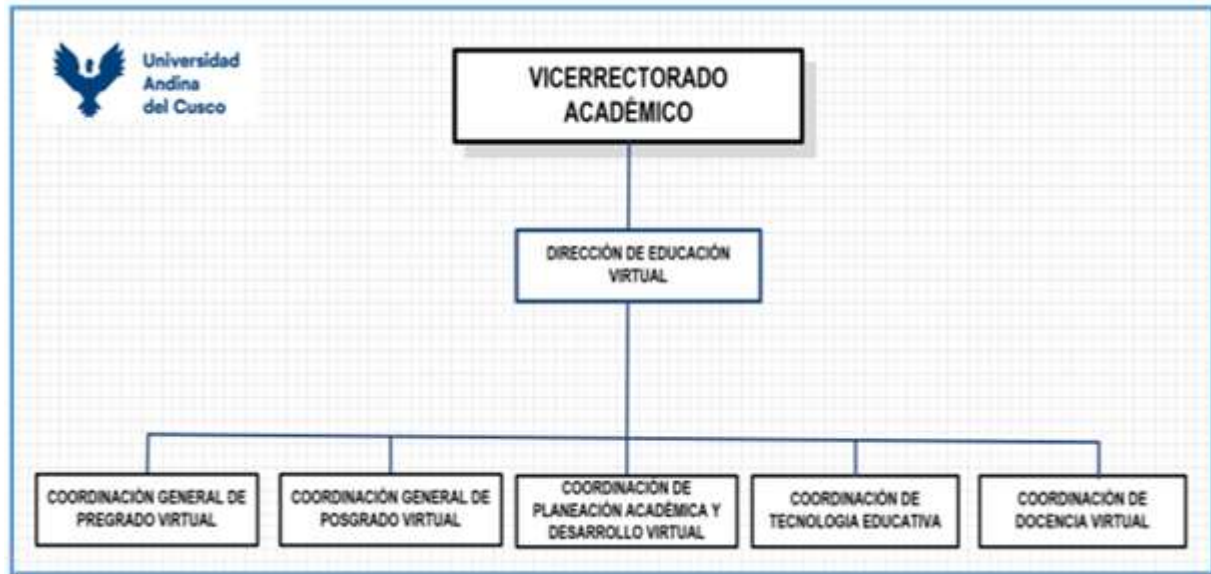 Universidad
Andina
del Cusco
VICERRECTORADO
ACADÉMICO
DIRECCIÓN DE EDUCACIÓN
VIRTUAL
COORDINACIÓN GENERAL DE
PREGRADO VIRTUAL
COORDINACIÓN GENERAL DE
POSGRADO VIRTUAL
COORDINACIÓN DE
PLANEACIÓN ACADÉMICA Y
DESARROLLO VIRTUAL
COORDINACIÓN DE
TECNOLOGIA EDUCATIVA
COORDINACIÓN DE
DOCENCIA VIRTUAL